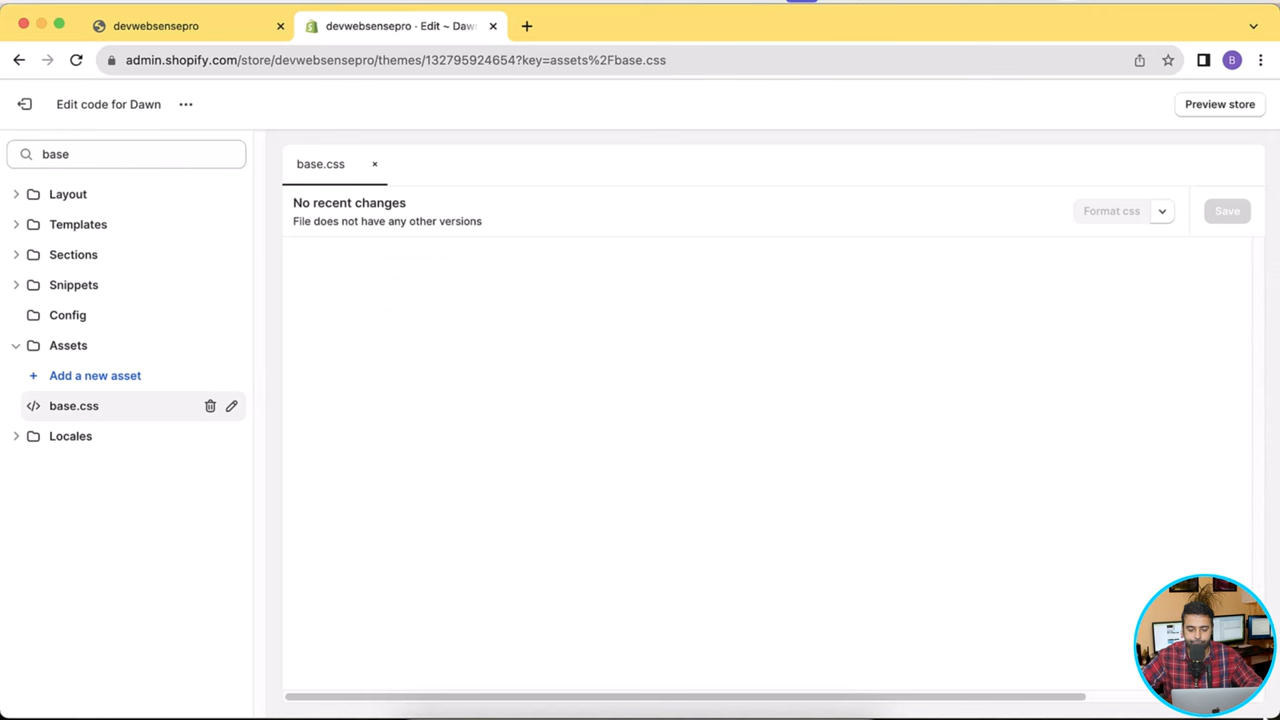 devwebsensepro
devwebsensepro · Edit ~ Daw
admin.shopify.com/store/devwebsensepro/themes/132795924654?key=assets%2Fbase.css
B
Edit code for Dawn
Preview store
base
base.css
Layout
No recent changes
File does not have any other versions
Format css
Save
Templates
Sections
Snippets
Config
Assets
+ Add a new asset
</> base.css
Locales